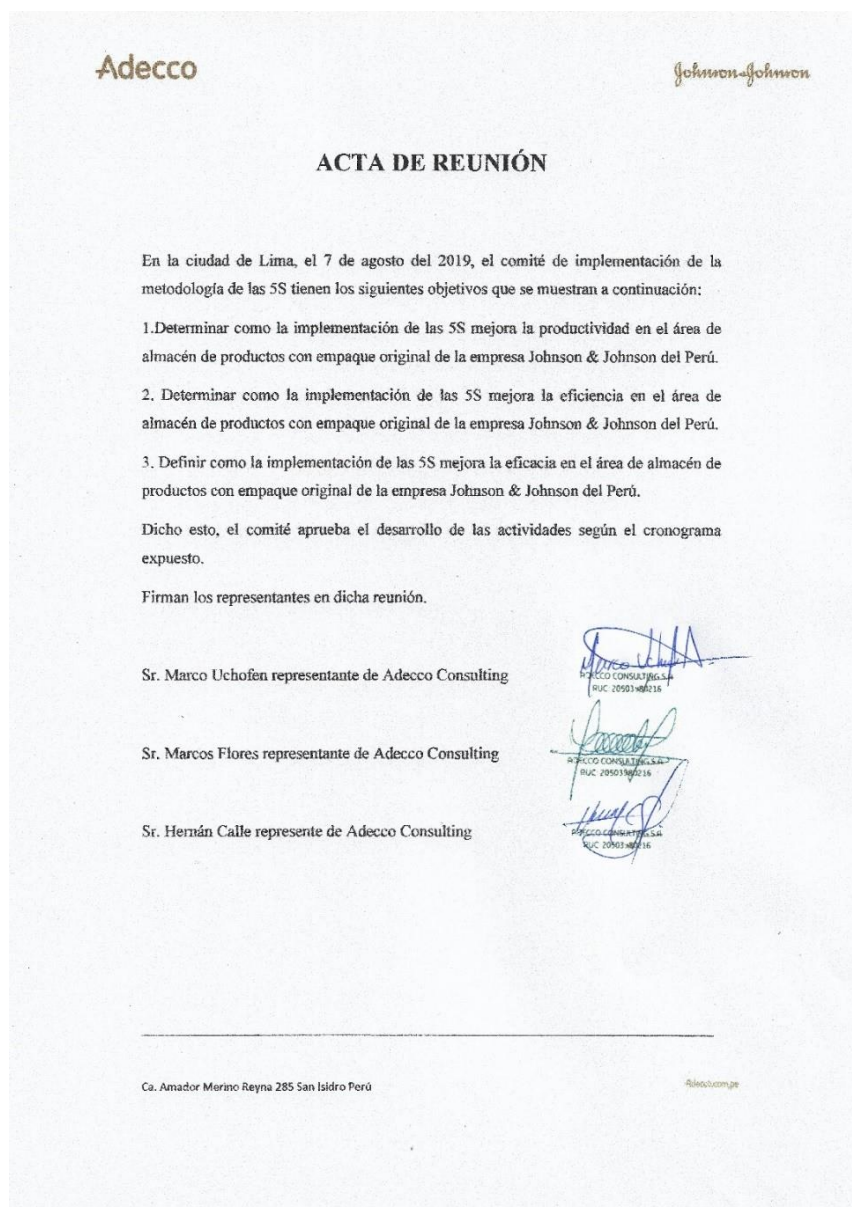 Adecco
Johnson&Johnson
ACTA DE REUNIÓN
En la ciudad de Lima, el 7 de agosto del 2019, el comité de implementación de la
metodología de las 5S tienen los siguientes objetivos que se muestran a continuación:
1.Determinar como la implementación de las 5S mejora la productividad en el área de
almacén de productos con empaque original de la empresa Johnson & Johnson del Perú.
2. Determinar como la implementación de las 5S mejora la eficiencia en el área de
almacén de productos con empaque original de la empresa Johnson & Johnson del Perú.
3. Definir como la implementación de las 5S mejora la eficacia en el área de almacén de
productos con empaque original de la empresa Johnson & Johnson del Perú.
Dicho esto, el comité aprueba el desarrollo de las actividades según el cronograma
expuesto.
Firman los representantes en dicha reunión.
Sr. Marco Uchofen representante de Adecco Consulting
ADECCO CONSULTING S.A
RUC: 20503980216
Sr. Marcos Flores representante de Adecco Consulting
ADECCO CONSULTING S.A
RUC: 20503980216
Sr. Hernán Calle represente de Adecco Consulting
ADECCO CONSULTING S.A
RUC: 20503980216
Ca. Amador Merino Reyna 285 San Isidro Perú